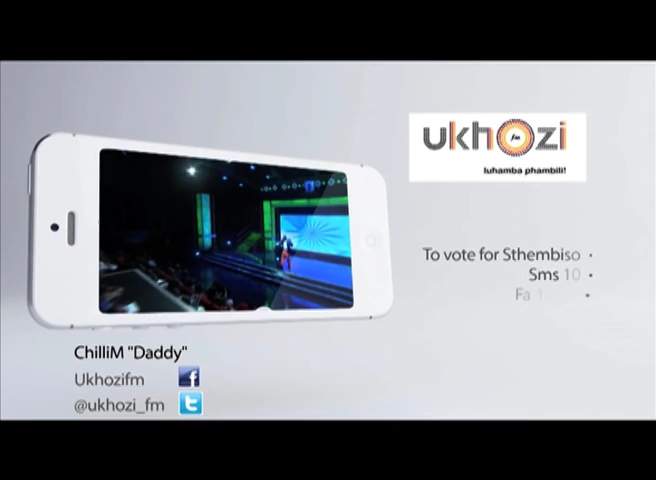 ukhozi
fm
luhamba phambili!
To vote for Sthembiso
Sms 10
ChilliM "Daddy"
Ukhozifm
@ukhozi_fm